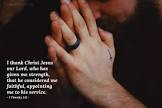 I thank Christ Jesus
our Lord, who has
given me strength,
that he considered me
faithful, appointing
me to his service.
- 1 Timothy 1:12